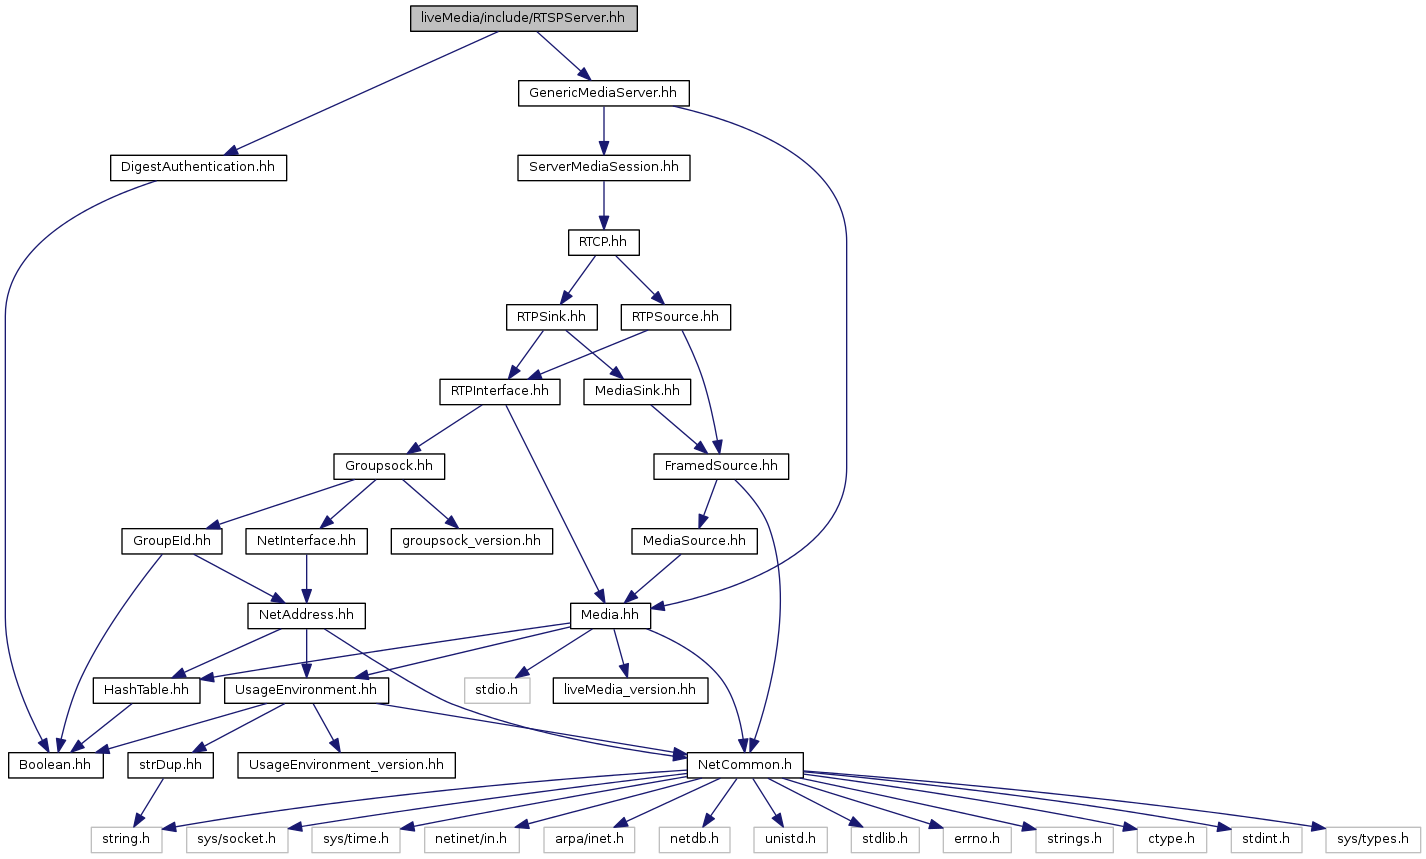 liveMedia/include/RTSPServer.hh
GenericMediaServer.hh
DigestAuthentication.hh
ServerMediaSession.hh
RTCP.hh
RTPSink.hh
RTPSource.hh
RTPInterface.hh
MediaSink.hh
Groupsock.hh
FramedSource.hh
GroupEId.hh
NetInterface.hh
groupsock_version.hh
MediaSource.hh
NetAddress.hh
Media.hh
HashTable.hh
UsageEnvironment.hh
stdio.h
liveMedia_version.hh
Boolean.hh
strDup.hh
UsageEnvironment_version.hh
NetCommon.h
string.h
sys/socket.h
sys/time.h
netinet/in.h
arpa/inet.h
netdb.h
unistd.h
stdlib.h
errno.h
strings.h
ctype.h
stdint.h
sys/types.h